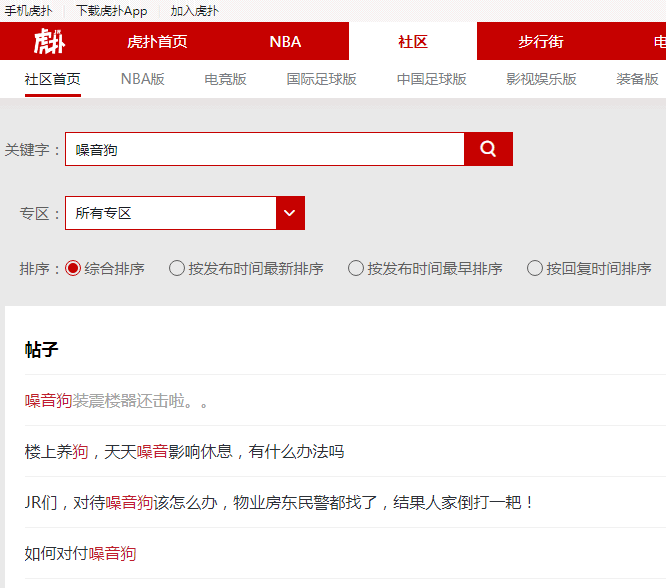 手机虎扑 下载虎扑App 加入虎扑
虎扑 虎扑首页 NBA 社区 步行街 电
社区首页 NBA版 电竞版 国际足球版 中国足球版 影视娱乐版 装备版
关键字： 噪音狗
专区： 所有专区
排序： 综合排序 按发布时间最新排序 按发布时间最早排序 按回复时间排序
帖子
噪音狗装震楼器还击啦。。
楼上养狗，天天噪音影响休息，有什么办法吗
JR们，对待噪音狗该怎么办，物业房东民警都找了，结果人家倒打一耙！
如何对付噪音狗